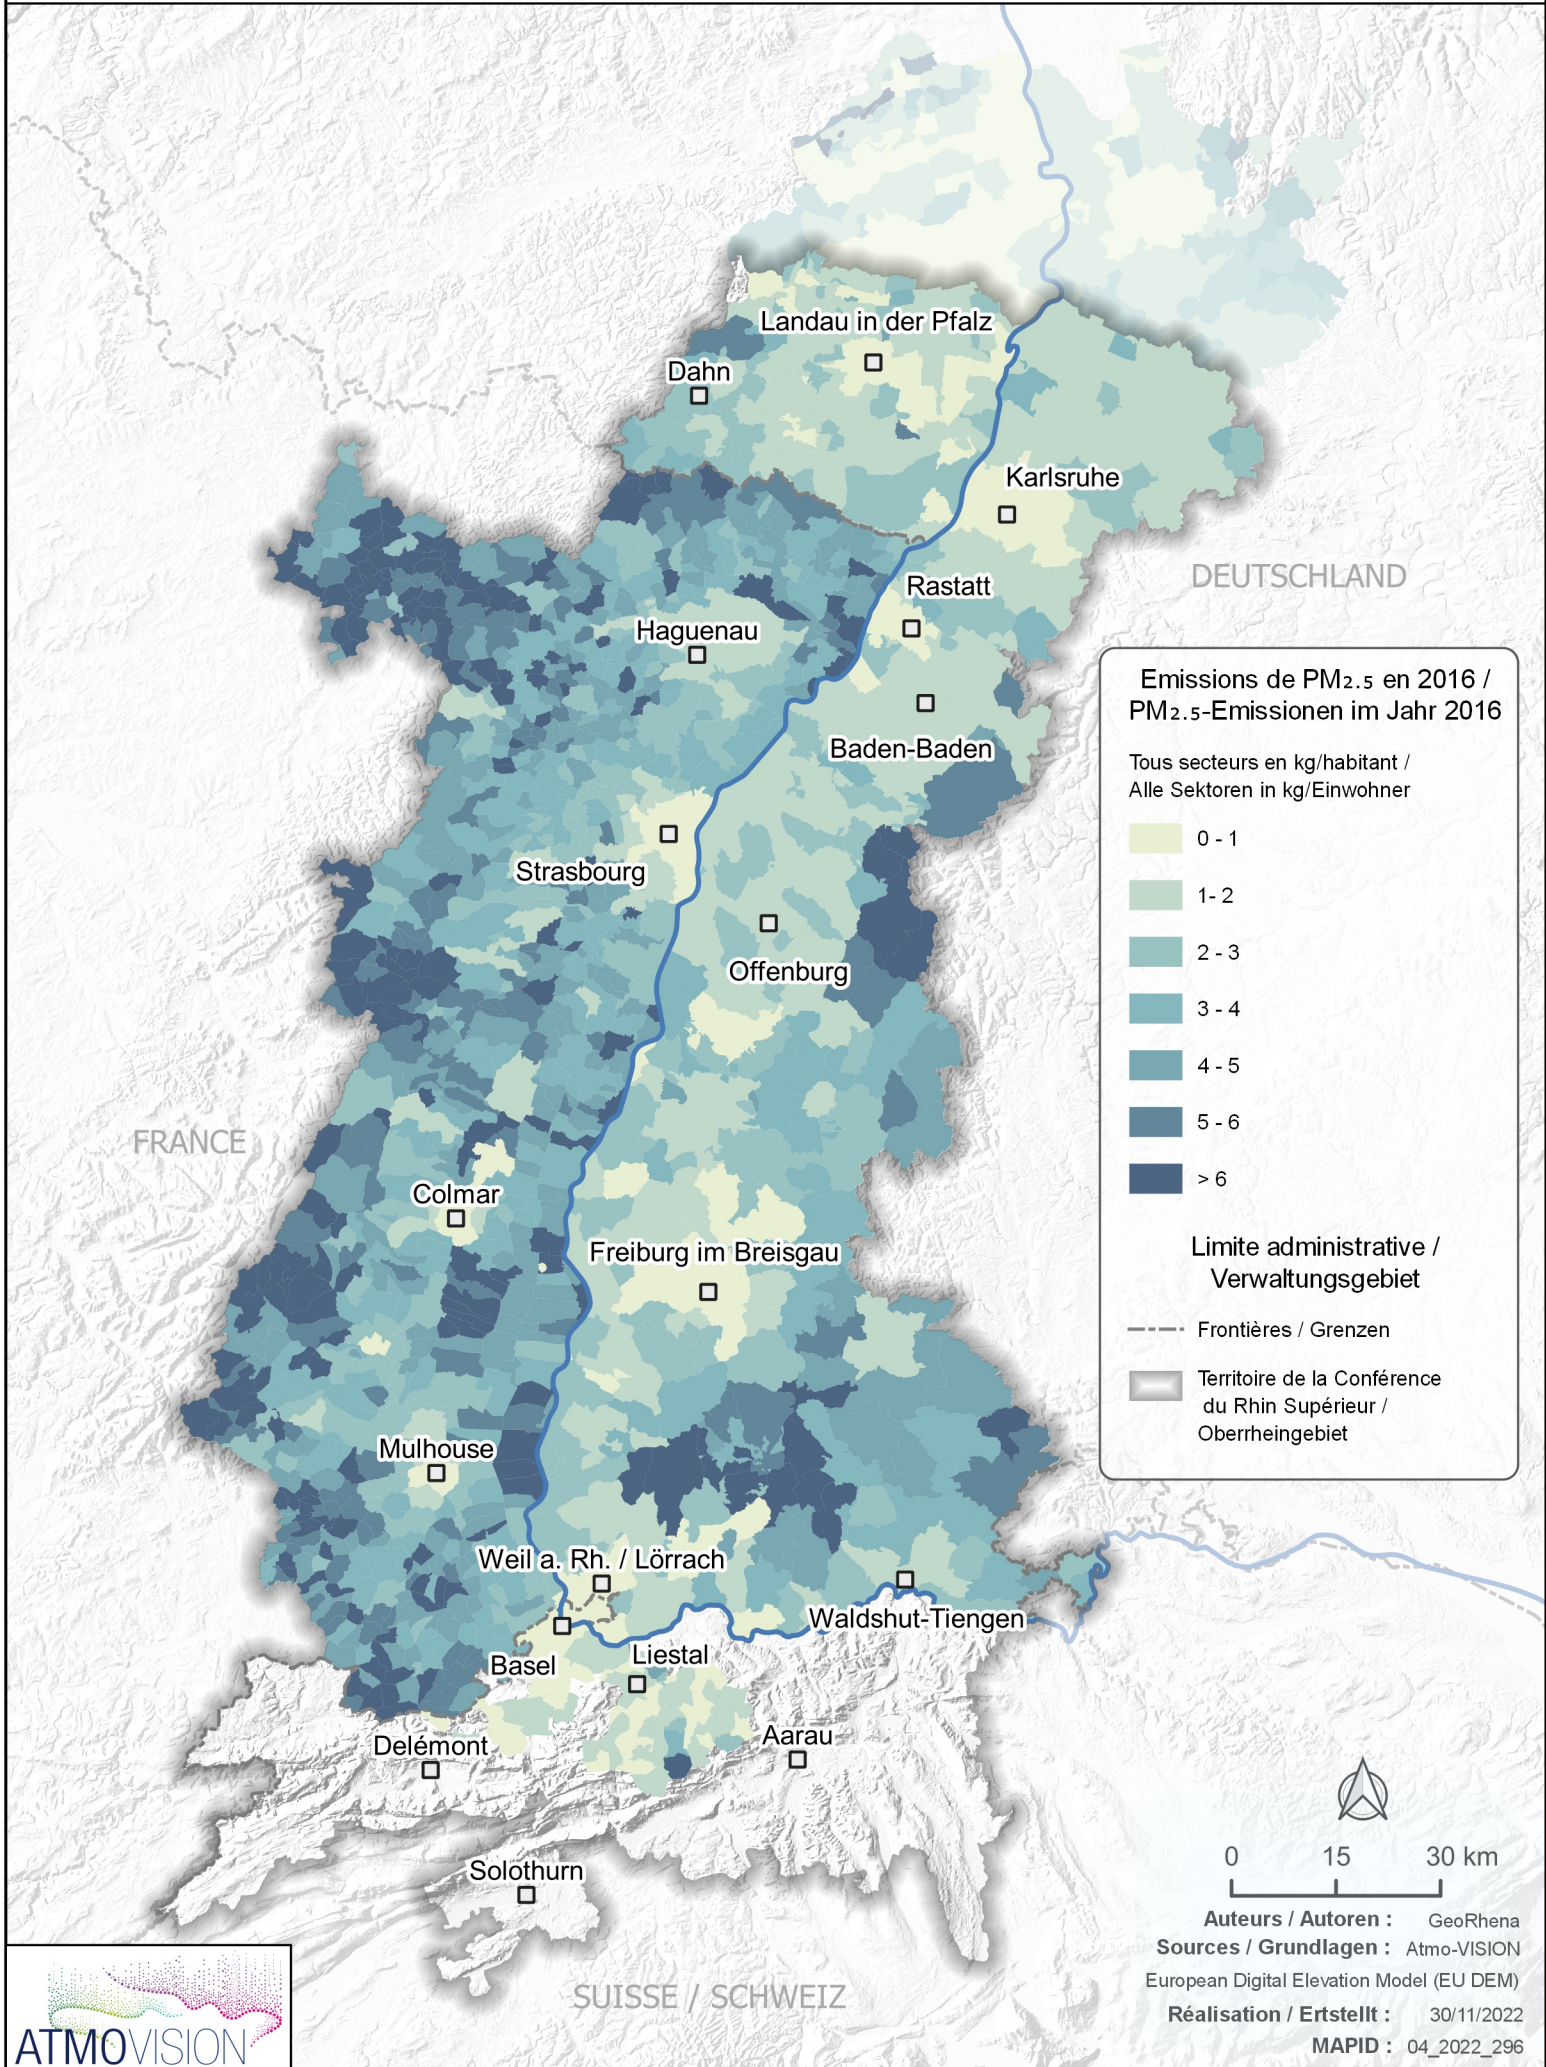 Landau in der Pfalz
Dahn
Karlsruhe
DEUTSCHLAND
Rastatt
Haguenau
Baden-Baden
Strasbourg
Offenburg
FRANCE
Colmar
Freiburg im Breisgau
Mulhouse
Weil a. Rh. / Lörrach
Waldshut-Tiengen
Basel
Liestal
Delémont
Aarau
Solothurn
SUISSE / SCHWEIZ
Emissions de PM₂.₅ en 2016 /
PM₂.₅-Emissionen im Jahr 2016
Tous secteurs en kg/habitant /
Alle Sektoren in kg/Einwohner
0 - 1
1- 2
2 - 3
3 - 4
4 - 5
5 - 6
> 6
Limite administrative /
Verwaltungsgebiet
Frontières / Grenzen
Territoire de la Conférence
du Rhin Supérieur /
Oberrheingebiet
0 15 30 km
Auteurs / Autoren : GeoRhena
Sources / Grundlagen : Atmo-VISION
European Digital Elevation Model (EU DEM)
Réalisation / Ertstellt : 30/11/2022
MAPID : 04_2022_296
ATMOVISION